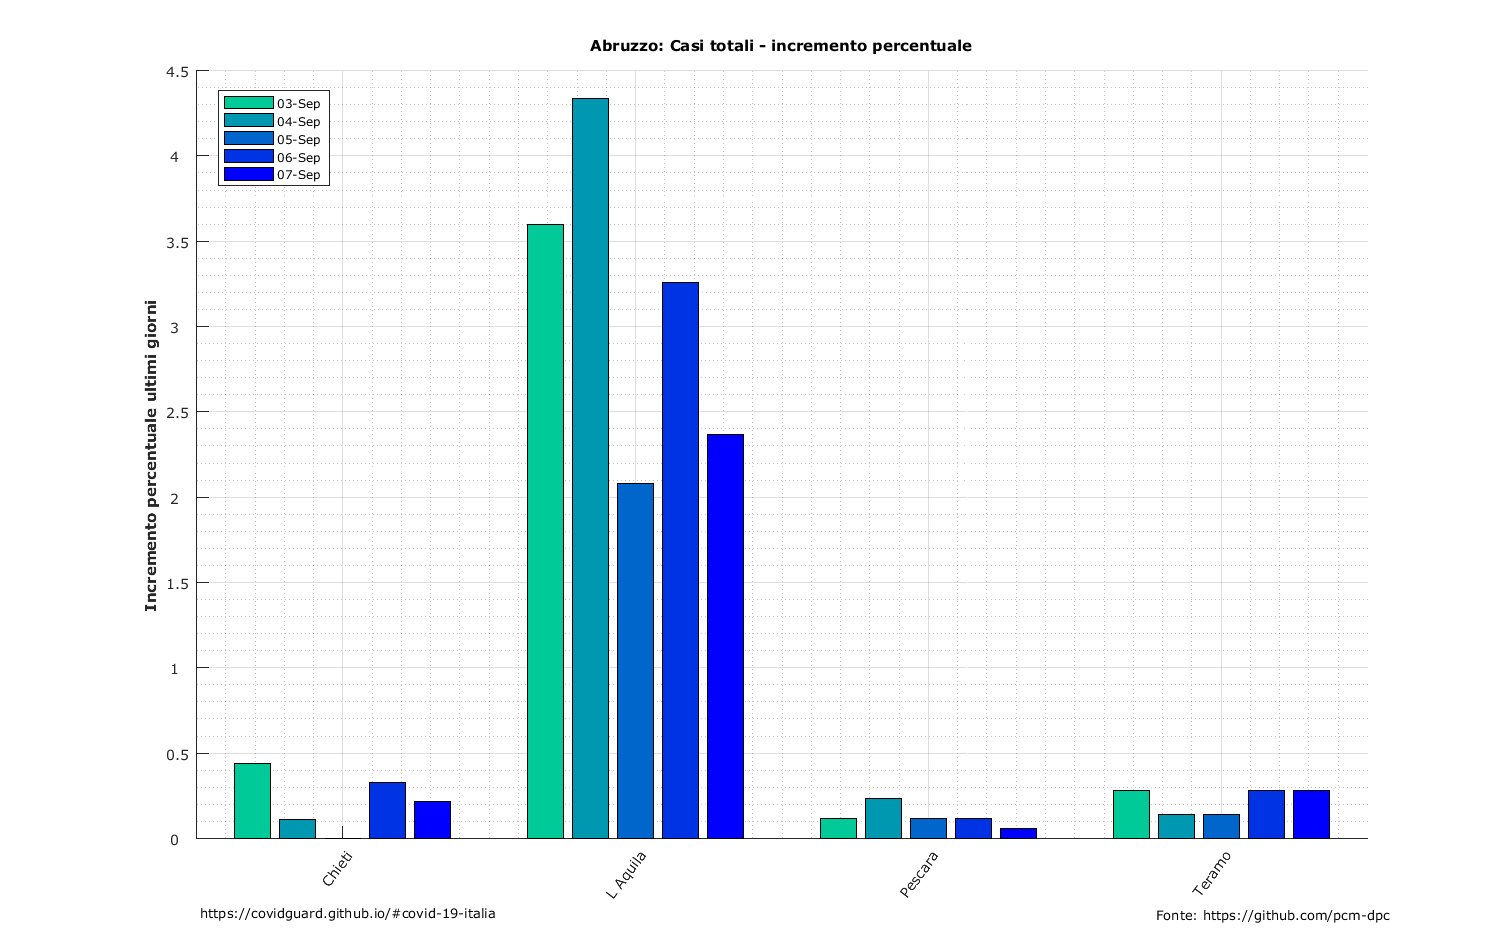 Abruzzo: Casi totali - incremento percentuale
4.5
4
3.5
3
2.5
2
1.5
1
0.5
0
Incremento percentuale ultimi giorni
03-Sep
04-Sep
05-Sep
06-Sep
07-Sep
Chieti
L Aquila
Pescara
Teramo
https://covidguard.github.io/#covid-19-italia
Fonte: https://github.com/pcm-dpc